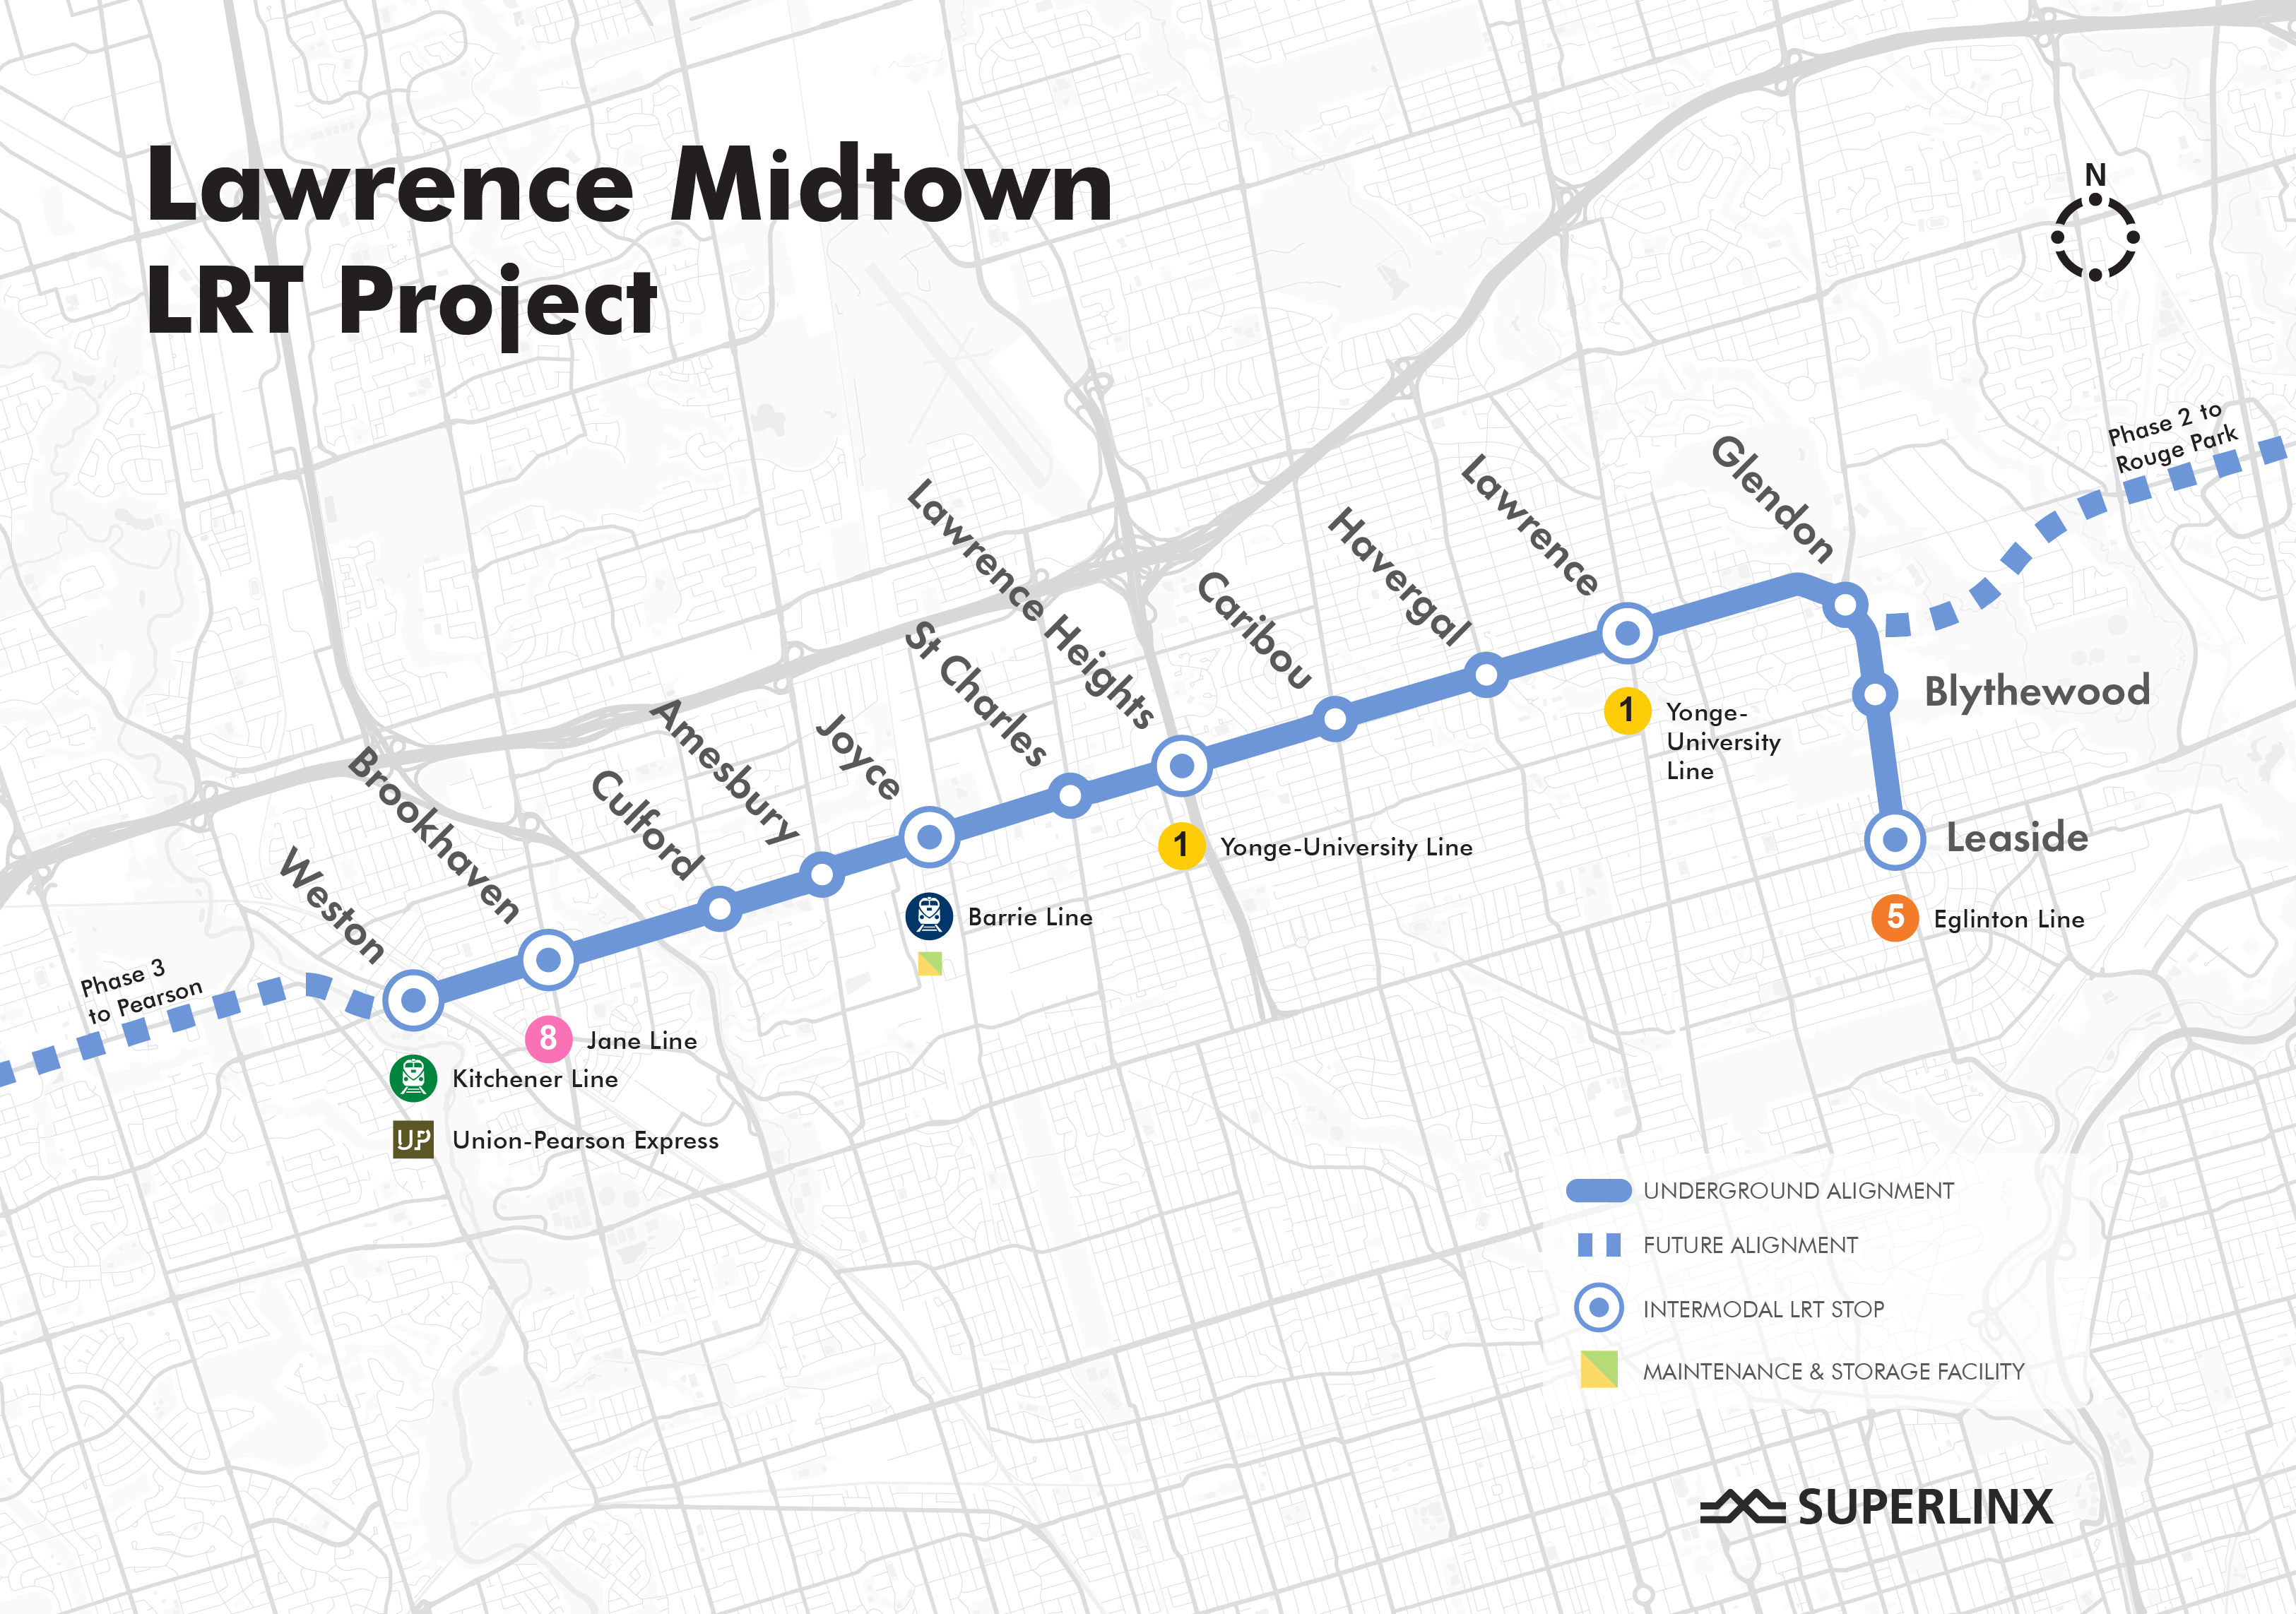 Lawrence Midtown
LRT Project
N
Phase 2 to
Rouge Park
Glendon
Lawrence
Havergal
Caribou
Lawrence Heights
St Charles
Joyce
Amesbury
Culford
Brookhaven
Weston
Blythewood
Leaside
1
Yonge-
University
Line
1 Yonge-University Line
Barrie Line
5 Eglinton Line
Phase 3
to Pearson
8 Jane Line
Kitchener Line
UP Union-Pearson Express
UNDERGROUND ALIGNMENT
FUTURE ALIGNMENT
INTERMODAL LRT STOP
MAINTENANCE & STORAGE FACILITY
SUPERLINX